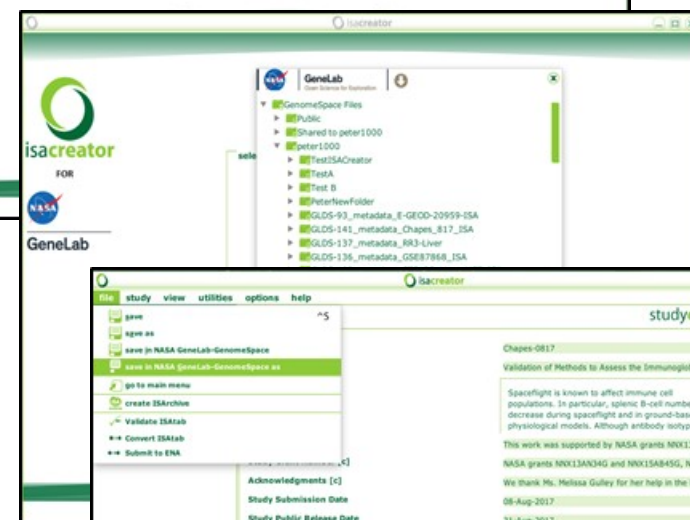 isacreator
isacreator
FOR
NASA
GeneLab
NASA
GeneLab
Open Science for Exploration
GenomeSpace Files
Public
Shared to peter1000
peter1000
TestISACreator
TestA
Test B
PeterNewFolder
GLDS-93_metadata_E-GEOD-20959-ISA
GLDS-141_metadata_Chapes_817_ISA
GLDS-137_metadata_RR3-Liver
GLDS-136_metadata_GSE87868_ISA
sele
isacreator
file study view utilities options help
save ^S
save as
save in NASA GeneLab-GenomeSpace
save in NASA GeneLab-GenomeSpace as
go to main menu
create ISArchive
Validate ISAtab
Convert ISAtab
Submit to ENA
study
Chapes-0817
Validation of Methods to Assess the Immunoglo
Spaceflight is known to affect immune cell
populations. In particular, splenic B-cell numbe
decrease during spaceflight and in ground-base
physiological models. Although antibody isotyp
This work was supported by NASA grants NNX1
NASA grants NNX13AN34G and NNX15AB45G, N
Acknowledgments [c]
We thank Ms. Melissa Gulley for her help in the
Study Submission Date
08-Aug-2017
Study Public Release Date